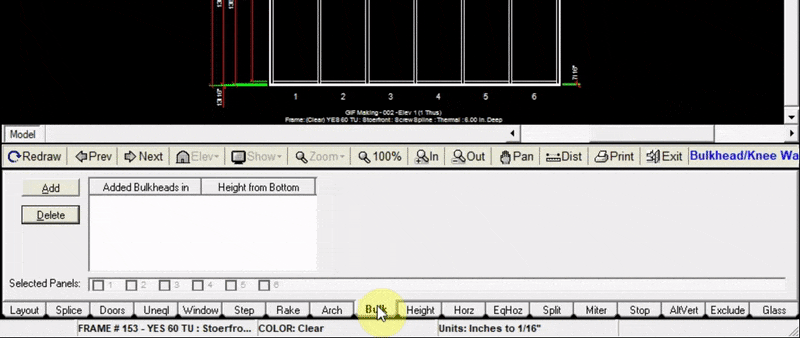 1 2 3 4 5 6
GIF Making - 002 - Elev 1 (1 Thus)
Frame: (Clear) YES 60 TU : Stoerfront : Screw Spline : Thermal : 6.00 In. Deep
Model
Redraw Prev Next Elev Show Zoom 100% In Out Pan Dist Print Exit Bulkhead/Knee Wa
Add Added Bulkheads in Height from Bottom
Delete
Selected Panels: 1 2 3 4 5 6
Layout Splice Doors Uneql Window Step Rake Arch Bulk Height Horz EqHoz Split Miter Stop AltVert Exclude Glass
FRAME # 153 - YES 60 TU : Stoerfro... COLOR: Clear Units: Inches to 1/16"